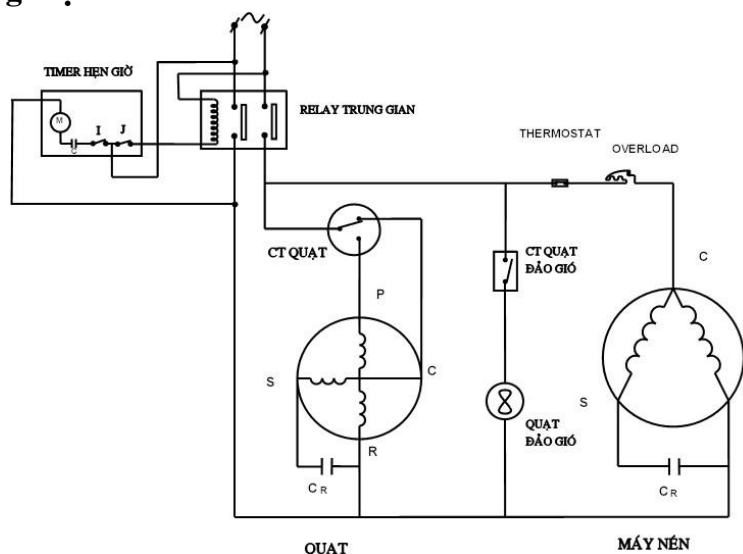 TIMER HẸN GIỜ
M
I
J
C
RELAY TRUNG GIAN
THERMOSTAT
OVERLOAD
CT QUẠT
CT QUẠT
ĐẢO GIÓ
C
P
S
C
R
C R
QUẠT
ĐẢO GIÓ
S
C R
QUAT
MÁY NÉN